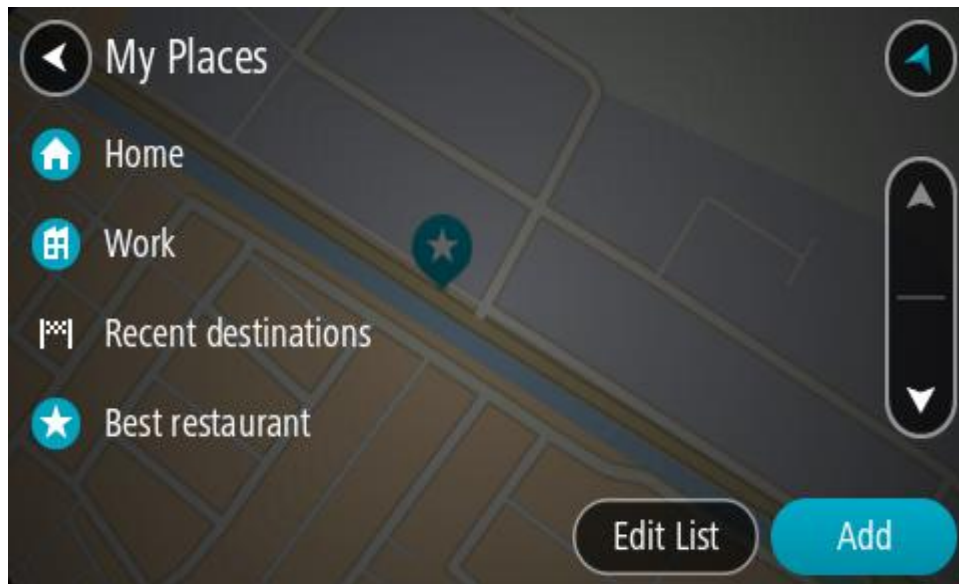 My Places
Home
Work
Recent destinations
Best restaurant
Edit List
Add